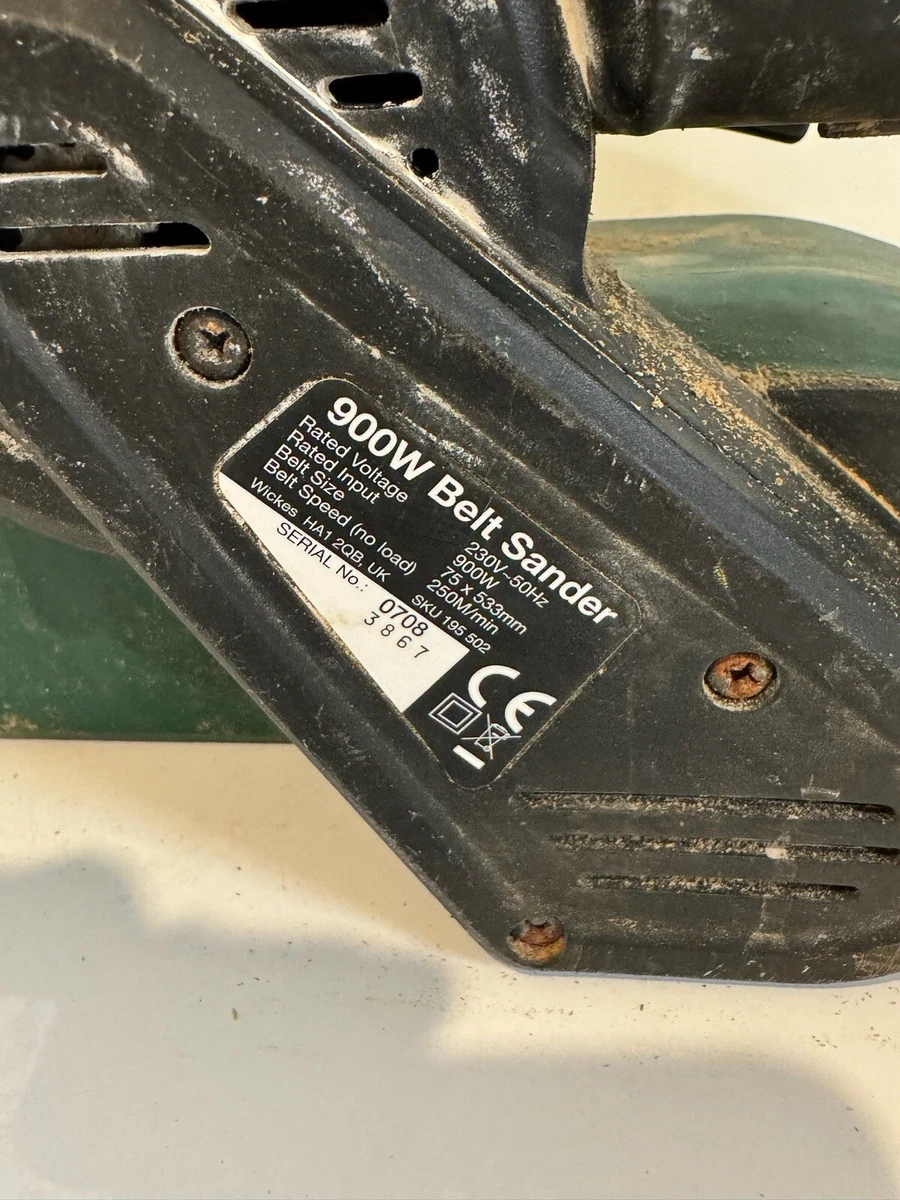 900W Belt Sander
Rated Voltage 230V~50Hz
Rated Input 900W
Belt Size 75 x 533mm
Belt Speed (no load) 250M/min
Wickes HA1 2QB, UK SKU 195 502
SERIAL No.: 0708
3867
CE